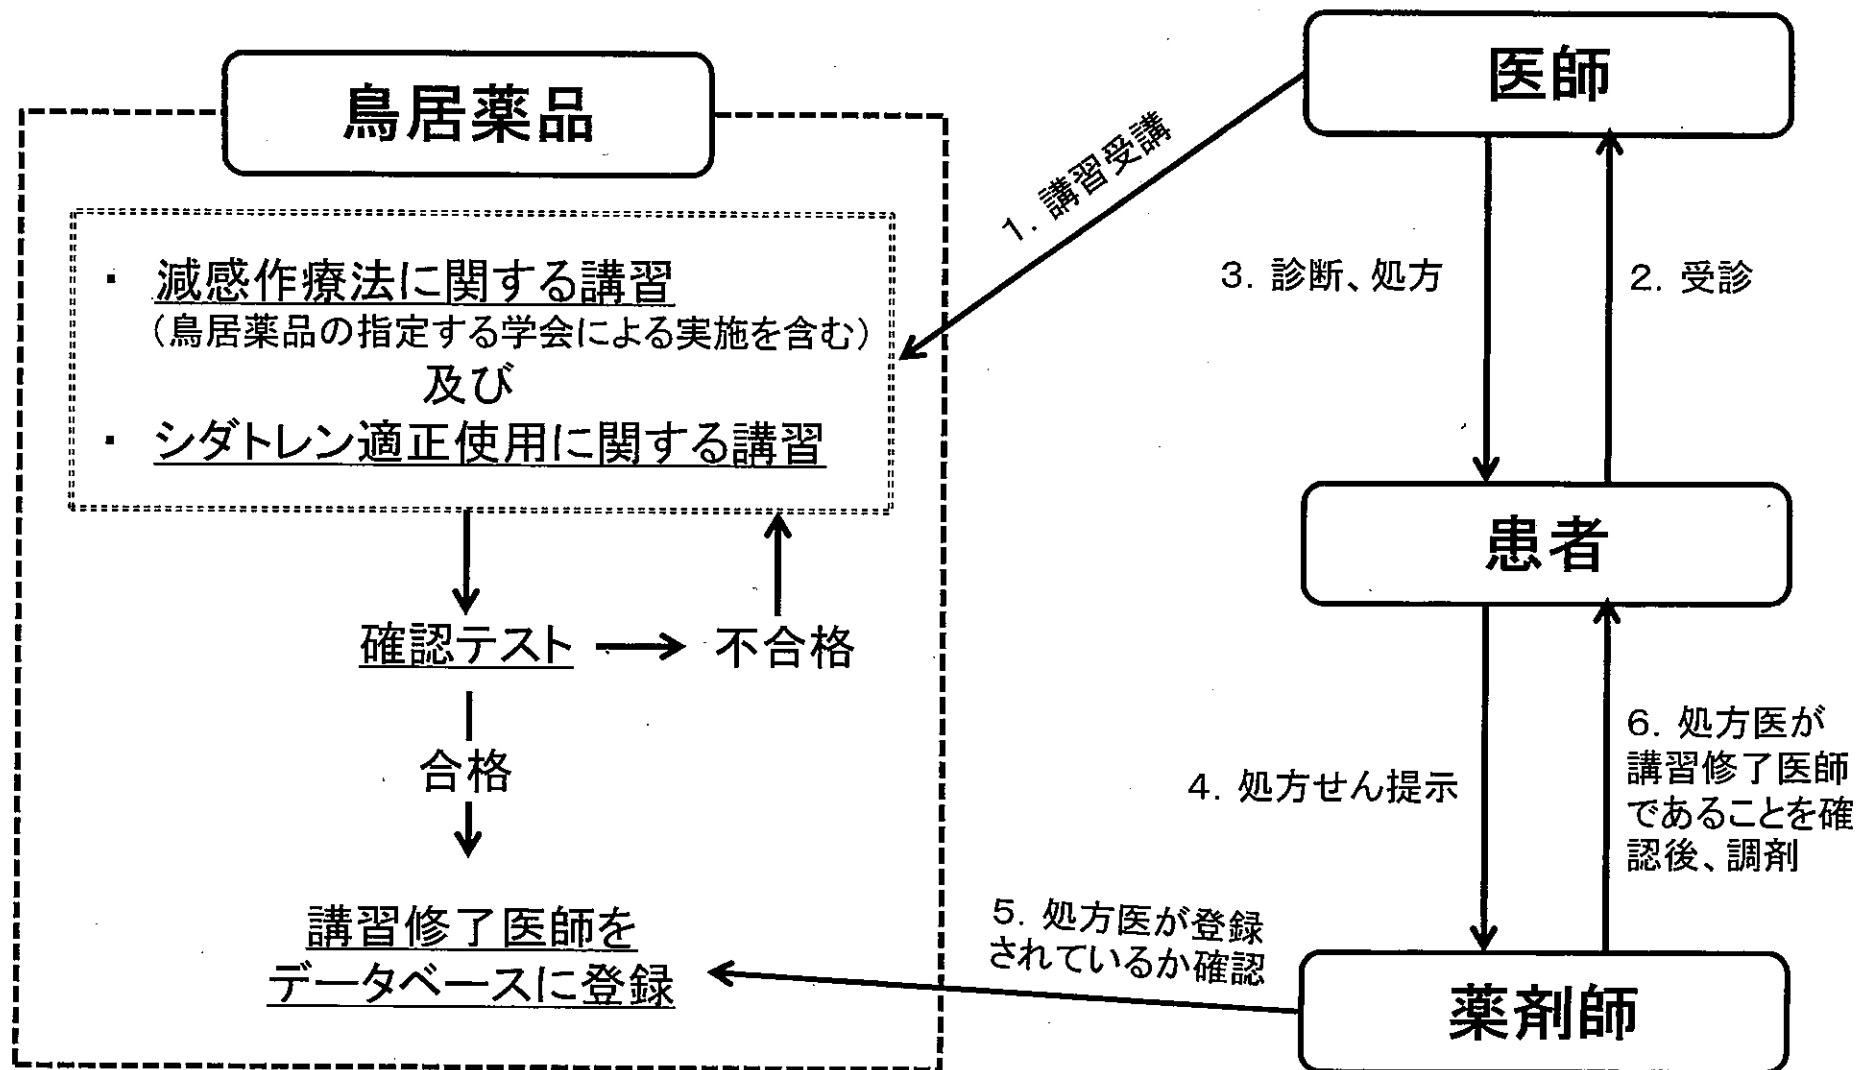 鳥居薬品
・ 減感作療法に関する講習
（鳥居薬品の指定する学会による実施を含む）
及び
・ シダトレン適正使用に関する講習
確認テスト
不合格
合格
講習修了医師を
データベースに登録
医師
1. 講習受講
3. 診断、処方
2. 受診
患者
4. 処方せん提示
6. 処方医が
講習修了医師
であることを確
認後、調剤
5. 処方医が登録
されているか確認
薬剤師